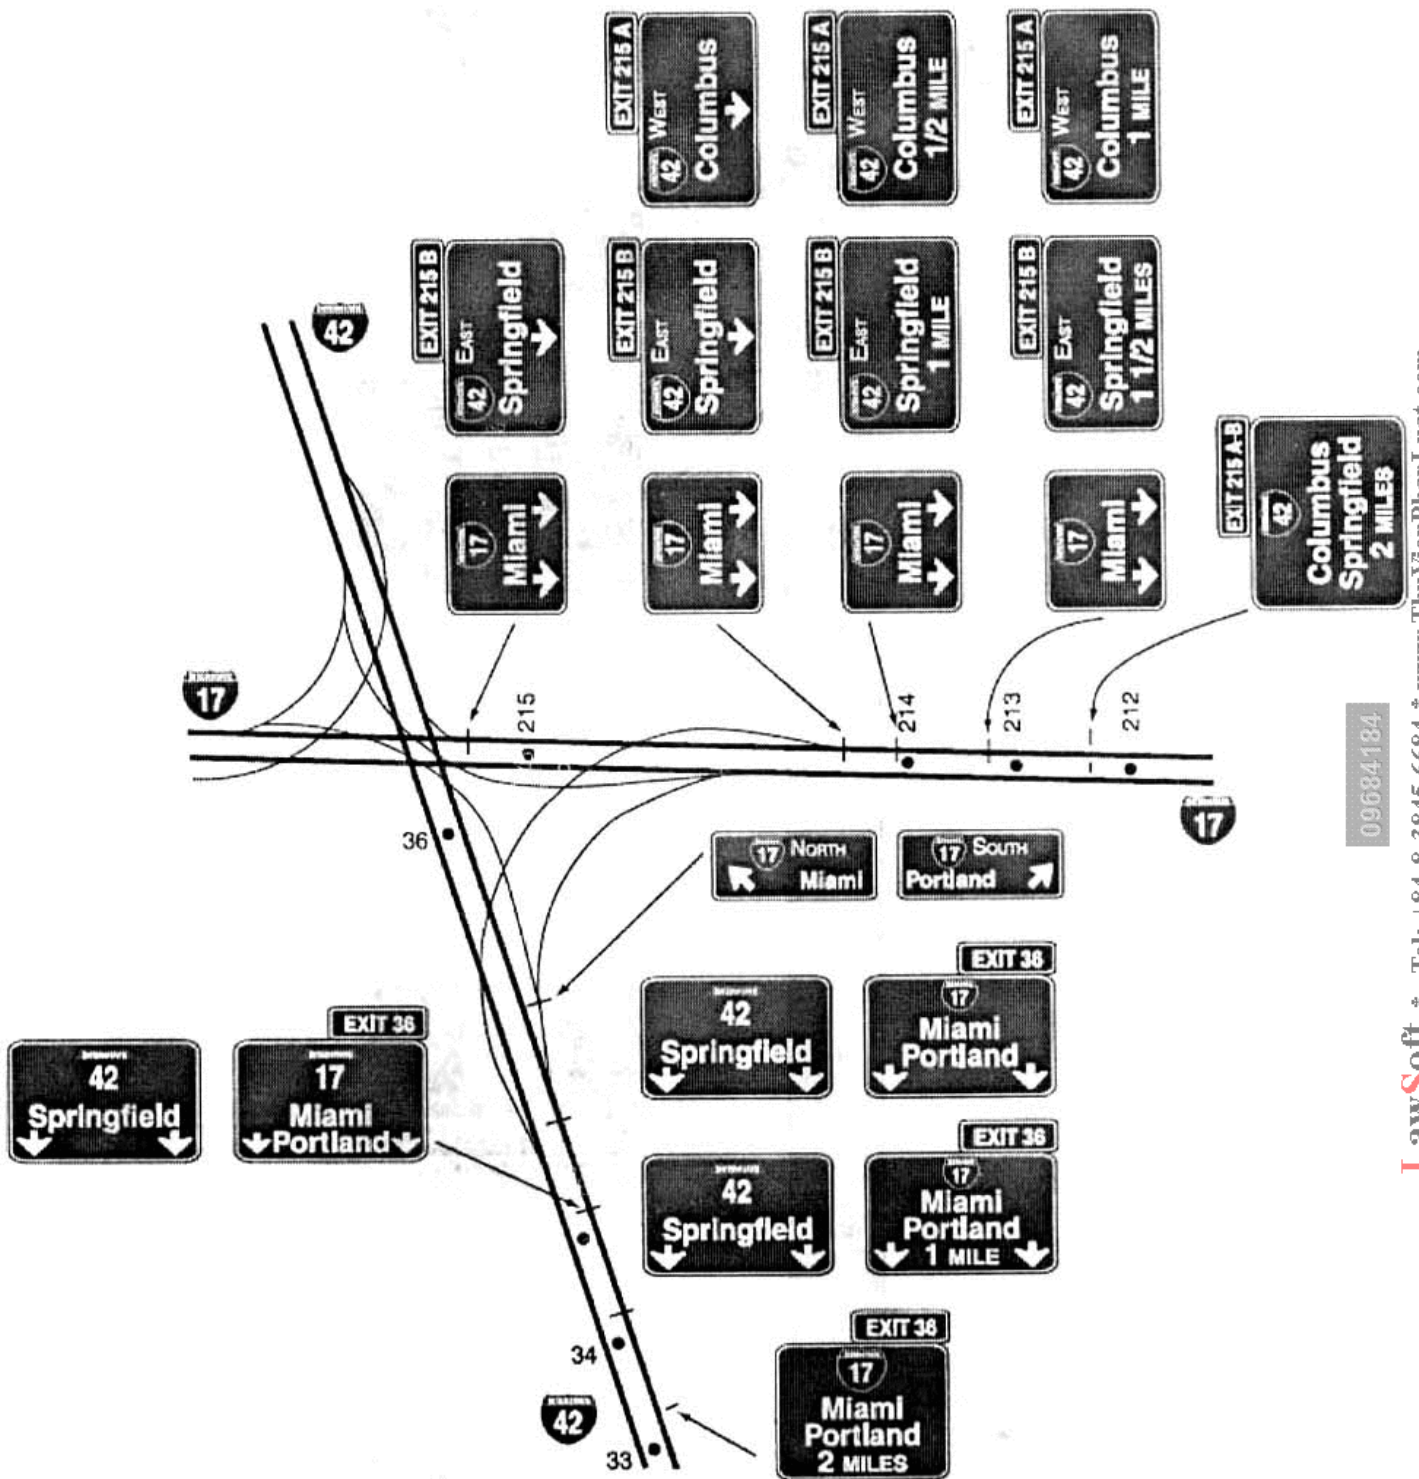 EXIT 215 A
42 WEST
Columbus
EXIT 215 A
42 WEST
Columbus
1/2 MILE
EXIT 215 A
42 WEST
Columbus
1 MILE
EXIT 215 B
42 EAST
Springfield
EXIT 215 B
42 EAST
Springfield
EXIT 215 B
42 EAST
Springfield
1 MILE
EXIT 215 B
42 EAST
Springfield
1 1/2 MILES
42
17
Miami
17
Miami
17
Miami
17
Miami
EXIT 215 A-B
42
Columbus
Springfield
2 MILES
17
215
214
213
212
17
36
17 NORTH
Miami
17 SOUTH
Portland
42
Springfield
EXIT 36
17
Miami
Portland
42
Springfield
EXIT 36
17
Miami
Portland
42
Springfield
EXIT 36
17
Miami
Portland
1 MILE
34
42
33
EXIT 36
17
Miami
Portland
2 MILES
09684184
LawSoft *